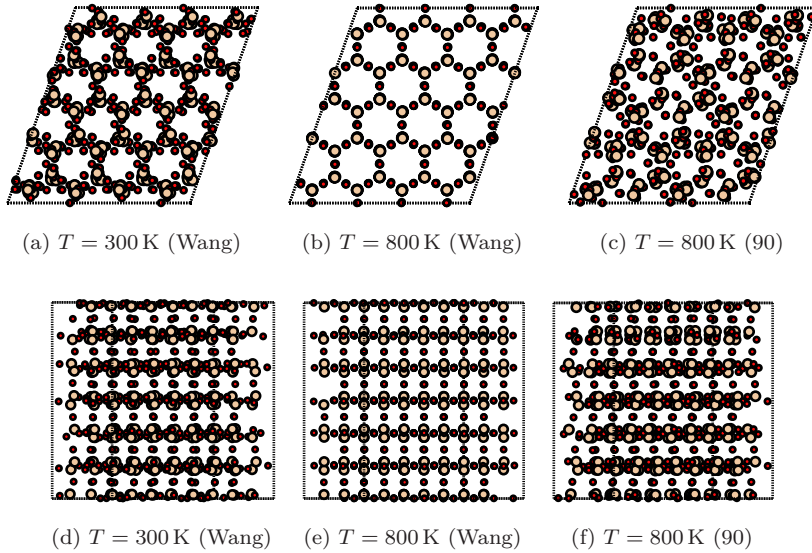 (a) T = 300 K (Wang)
(b) T = 800 K (Wang)
(c) T = 800 K (90)
(d) T = 300 K (Wang)
(e) T = 800 K (Wang)
(f) T = 800 K (90)